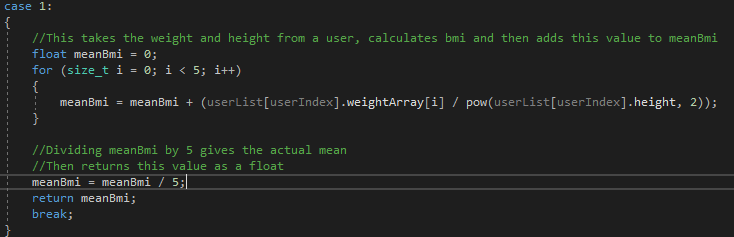 case 1:
{
//This takes the weight and height from a user, calculates bmi and then adds this value to meanBmi
float meanBmi = 0;
for (size_t i = 0; i < 5; i++)
{
meanBmi = meanBmi + (userList[userIndex].weightArray[i] / pow(userList[userIndex].height, 2));
}
//Dividing meanBmi by 5 gives the actual mean
//Then returns this value as a float
meanBmi = meanBmi / 5;
return meanBmi;
break;
}